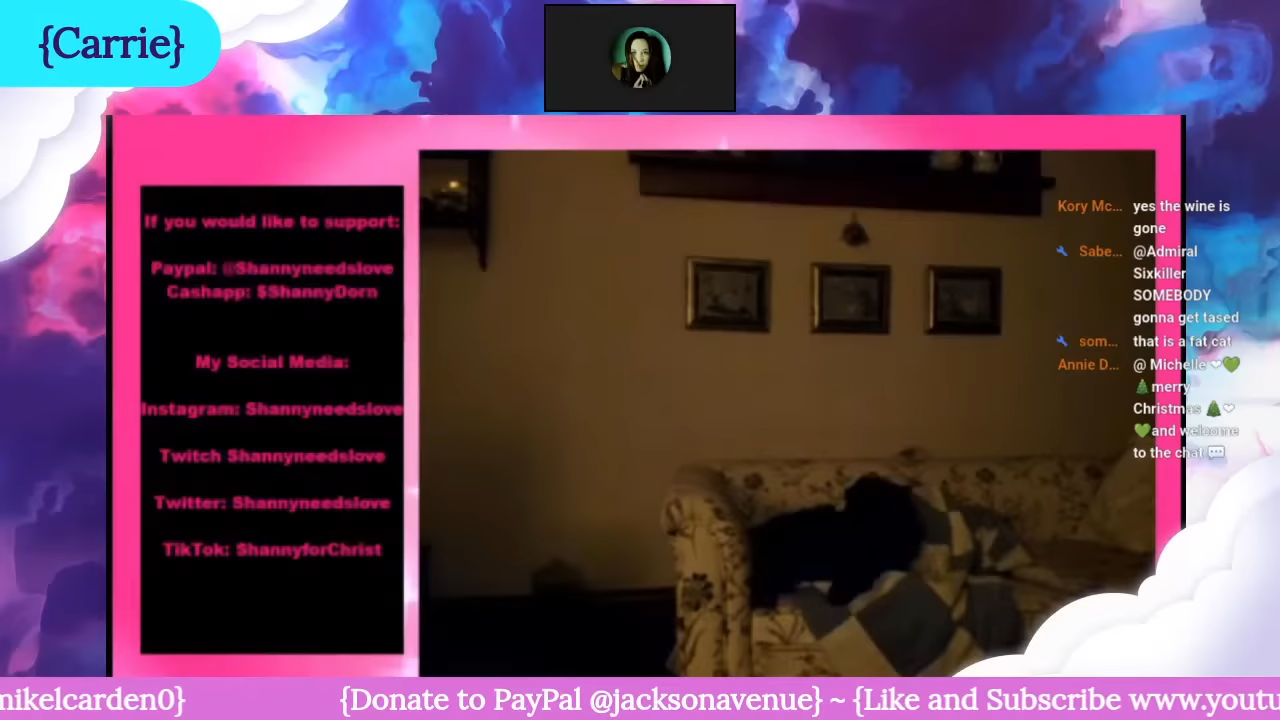 {Carrie}
If you would like to support:
Paypal: @Shannyneedslove
Cashapp: $ShannyDorn
My Social Media:
Instagram: Shannyneedslove
Twitch Shannyneedslove
Twitter: Shannyneedslove
TikTok: ShannyforChrist
Kory Mc... yes the wine is
gone
Sabe... @Admiral
Sixkiller
SOMEBODY
gonna get tased
som... that is a fat cat
Annie D... @ Michelle ❤💚
🎄merry
Christmas 🎄❤
💚and welcome
to the chat 💬
mikelcarden0} {Donate to PayPal @jacksonavenue} ~ {Like and Subscribe www.youtu